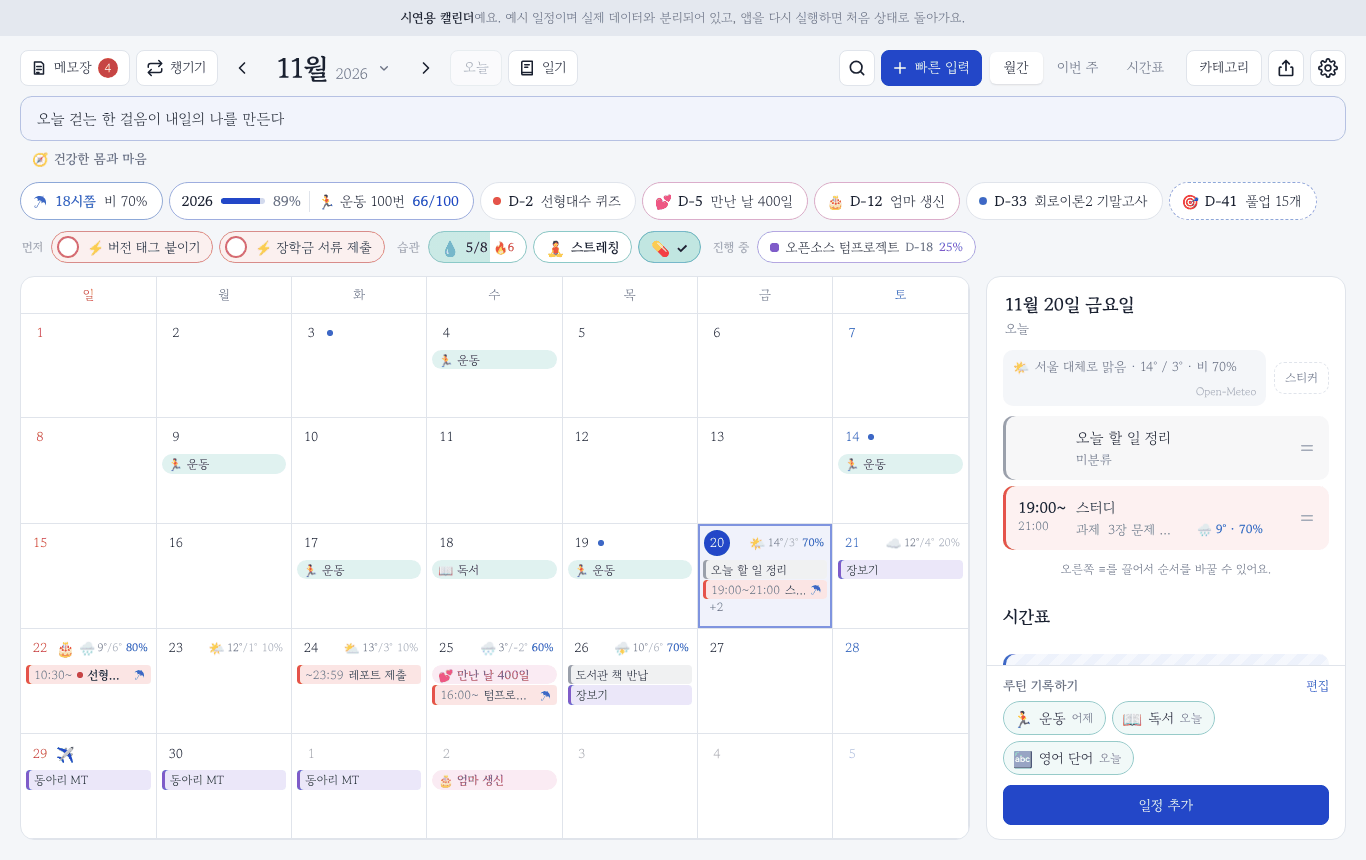 시연용 캘린더예요. 예시 일정이며 실제 데이터와 분리되어 있고, 앱을 다시 실행하면 처음 상태로 돌아가요.
메모장 4 챙기기 11월 2026 오늘 일기 빠른 입력 월간 이번 주 시간표 카테고리
오늘 걷는 한 걸음이 내일의 나를 만든다
건강한 몸과 마음
18시쯤 비 70% 2026 89% 운동 100번 66/100 D-2 선형대수 퀴즈 D-5 만난 날 400일 D-12 엄마 생신 D-33 회로이론2 기말고사 D-41 풀업 15개
먼저 버전 태그 붙이기 장학금 서류 제출 습관 5/8 6 스트레칭 진행 중 오픈소스 텀프로젝트 D-18 25%
일 월 화 수 목 금 토
1 2 3 4 5 6 7
운동
8 9 10 11 12 13 14
운동 운동
15 16 17 18 19 20 14°/3° 70% 21 12°/4° 20%
운동 독서 운동 오늘 할 일 정리 장보기
19:00~21:00 스...
+2
22 9°/6° 80% 23 12°/1° 10% 24 13°/3° 10% 25 3°/-2° 60% 26 10°/6° 70% 27 28
10:30~ 선형... ~23:59 레포트 제출 만난 날 400일 도서관 책 반납
16:00~ 텀프로... 장보기
29 30 1 2 3 4 5
동아리 MT 동아리 MT 동아리 MT 엄마 생신
11월 20일 금요일
오늘
서울 대체로 맑음 · 14° / 3° · 비 70%
Open-Meteo
스티커
오늘 할 일 정리
미분류
19:00~ 스터디
21:00 과제 3장 문제 ... 9° · 70%
오른쪽 ≡를 끌어서 순서를 바꿀 수 있어요.
시간표
루틴 기록하기 편집
운동 어제 독서 오늘
abc 영어 단어 오늘
일정 추가